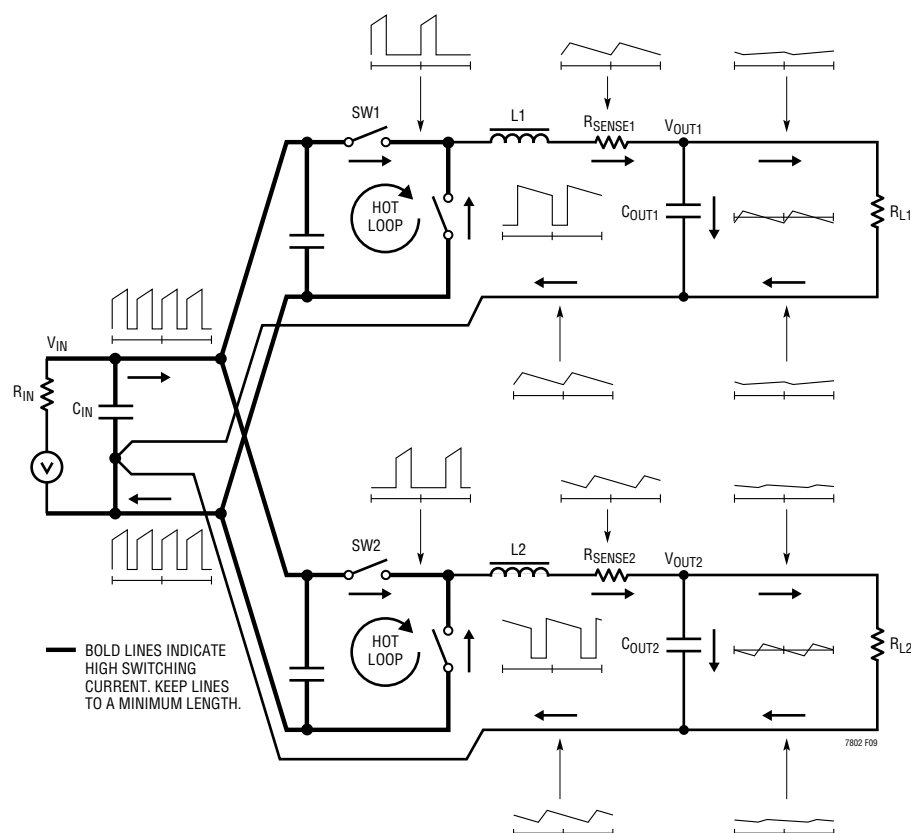 SW1
L1
RSENSE1
VOUT1
HOT
LOOP
COUT1
RL1
VIN
RIN
CIN
V
SW2
L2
RSENSE2
VOUT2
HOT
LOOP
COUT2
RL2
BOLD LINES INDICATE
HIGH SWITCHING
CURRENT. KEEP LINES
TO A MINIMUM LENGTH.
7802 F09